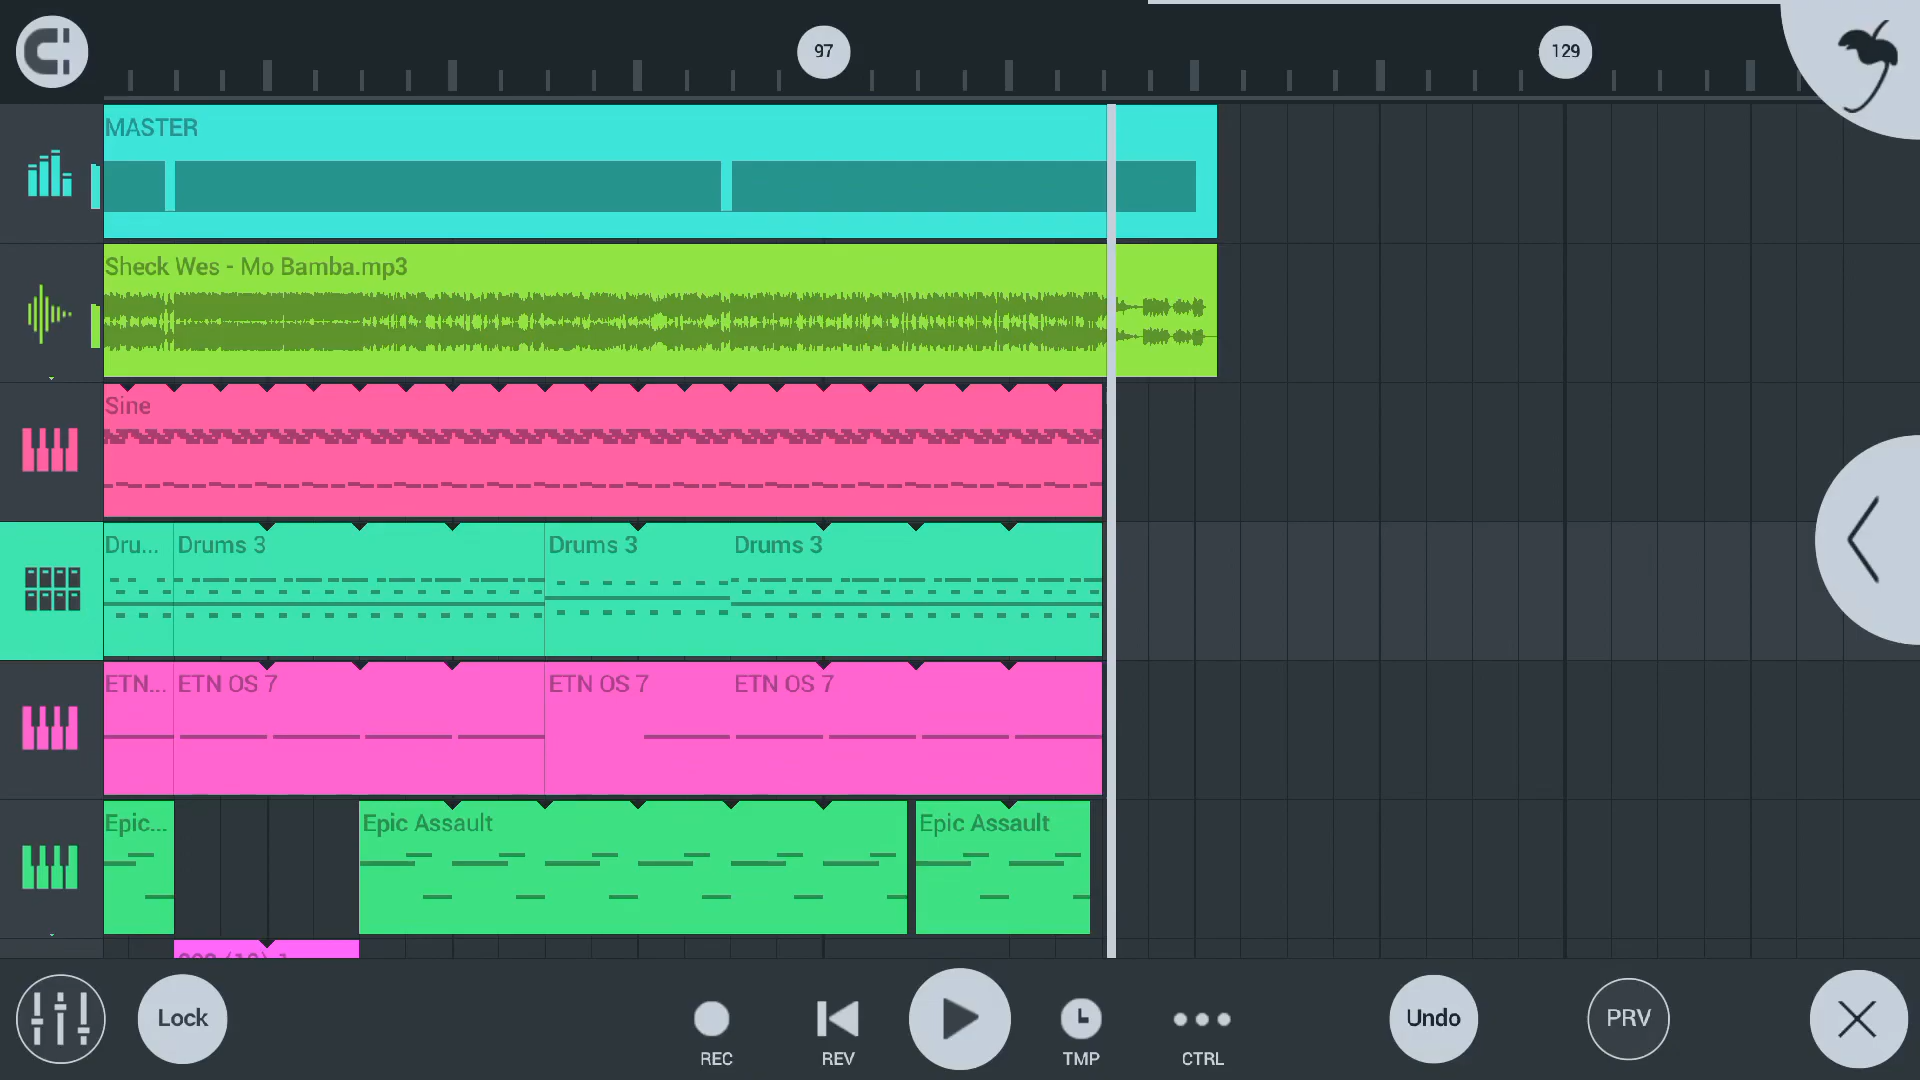 97
129
MASTER
Sheck Wes - Mo Bamba.mp3
Sine
Dru... Drums 3 Drums 3 Drums 3
ETN... ETN OS 7 ETN OS 7 ETN OS 7
Epic... Epic Assault Epic Assault
Lock
REC
REV
TMP
CTRL
Undo
PRV